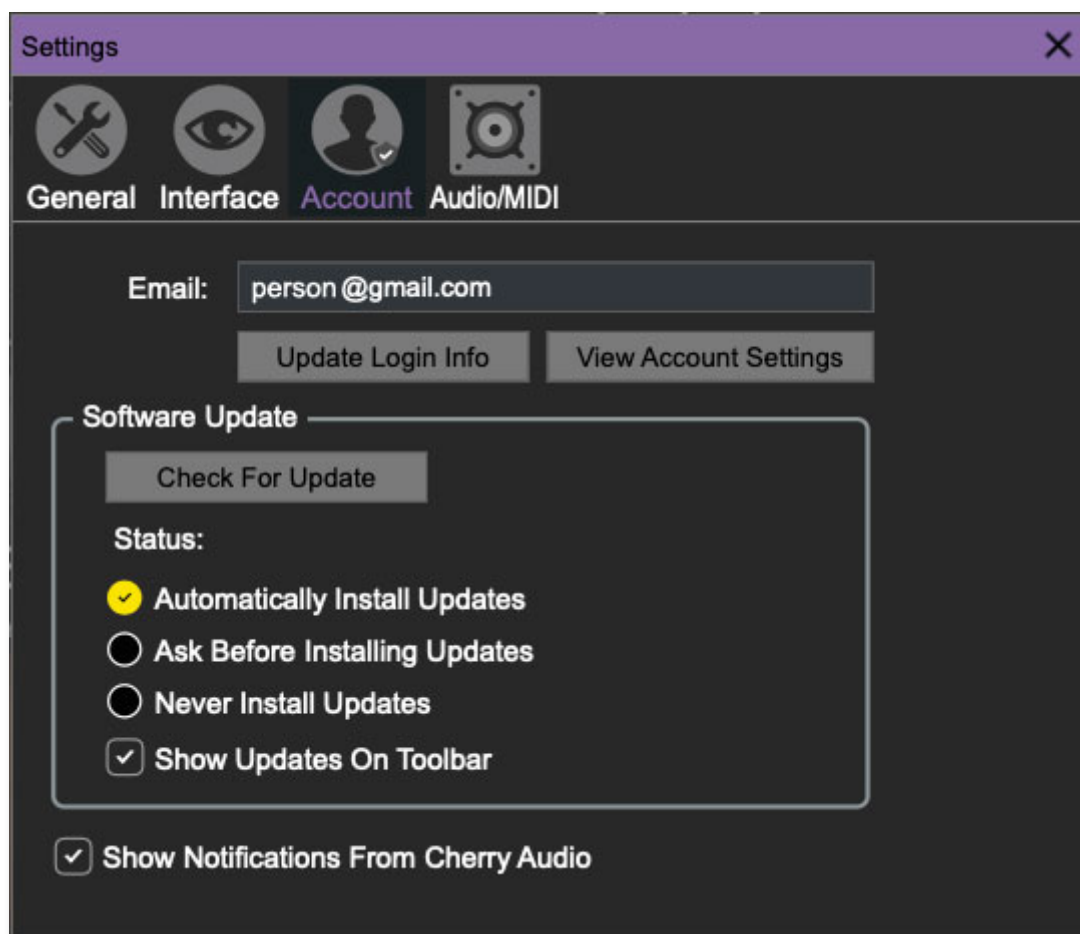 Settings
General Interface Account Audio/MIDI
Email: person@gmail.com
Update Login Info View Account Settings
Software Update
Check For Update
Status:
Automatically Install Updates
Ask Before Installing Updates
Never Install Updates
Show Updates On Toolbar
Show Notifications From Cherry Audio